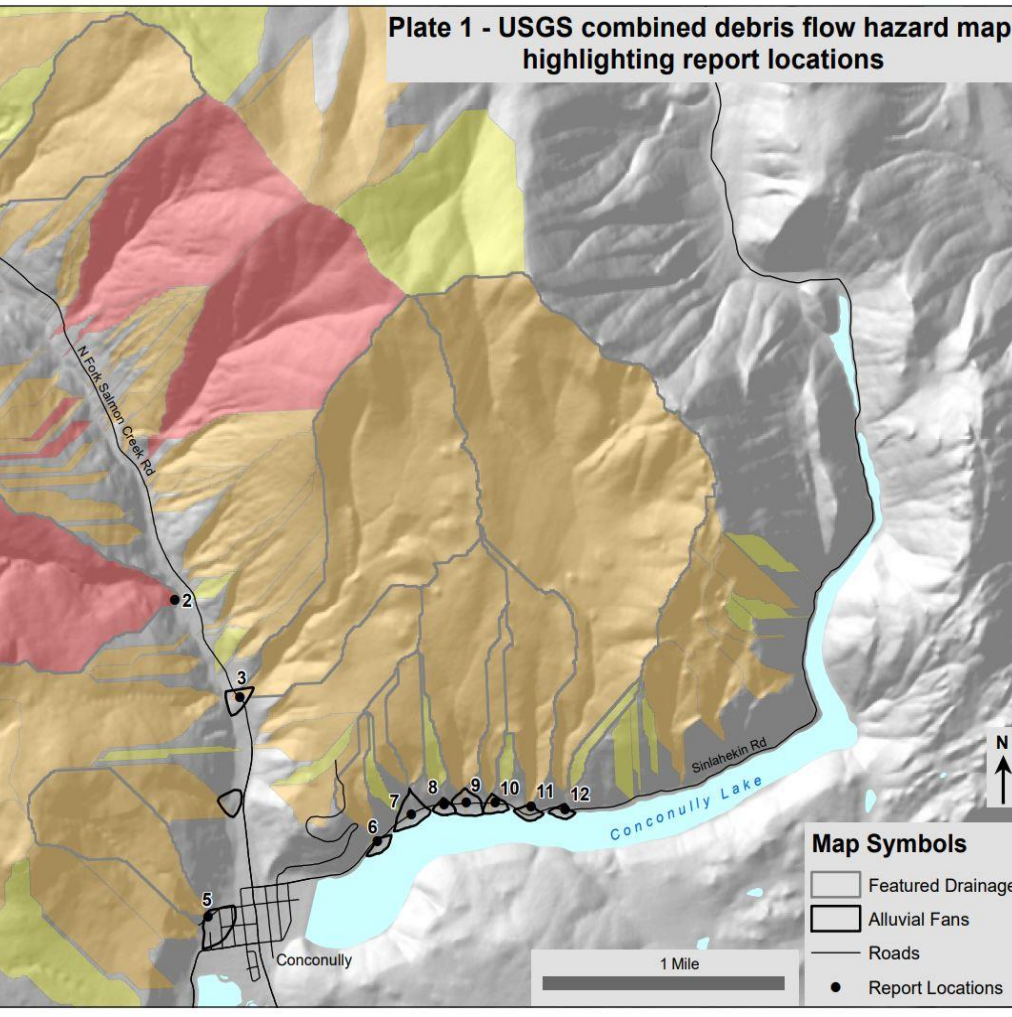 Plate 1 - USGS combined debris flow hazard map
highlighting report locations
N Fork Salmon Creek Rd
2
3
5
6
7
8
9
10
11
12
Sinlahekin Rd
Conconully Lake
Conconully
N
1 Mile
Map Symbols
Featured Drainage
Alluvial Fans
Roads
Report Locations